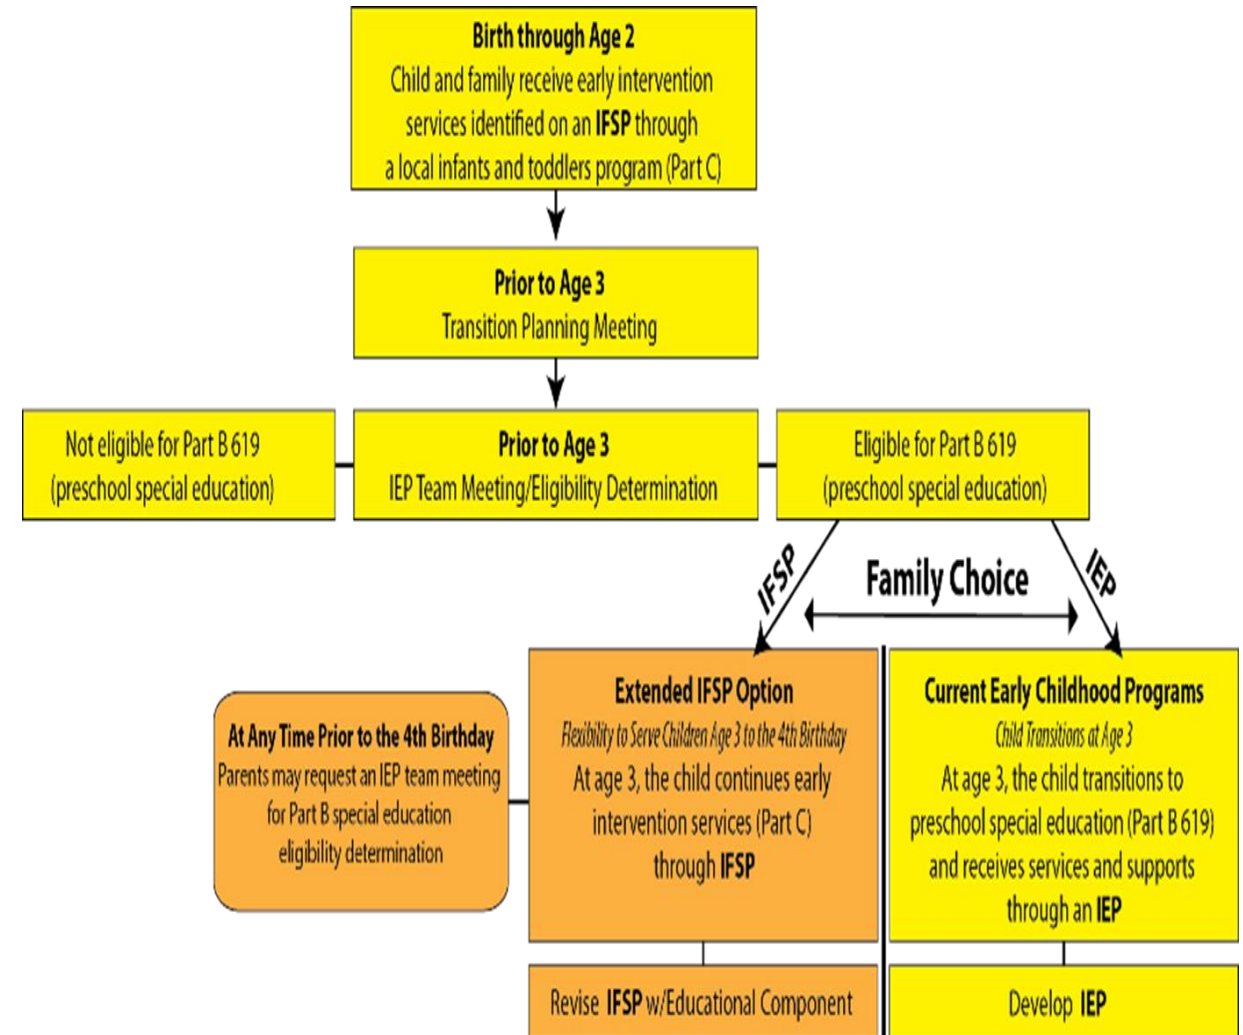 Birth through Age 2
Child and family receive early intervention
services identified on an IFSP through
a local infants and toddlers program (Part C)
Prior to Age 3
Transition Planning Meeting
Not eligible for Part B 619
(preschool special education)
Prior to Age 3
IEP Team Meeting/Eligibility Determination
Eligible for Part B 619
(preschool special education)
IFSP
Family Choice
IEP
At Any Time Prior to the 4th Birthday
Parents may request an IEP team meeting
for Part B special education
eligibility determination
Extended IFSP Option
Flexibility to Serve Children Age 3 to the 4th Birthday
At age 3, the child continues early
intervention services (Part C)
through IFSP
Current Early Childhood Programs
Child Transitions at Age 3
At age 3, the child transitions to
preschool special education (Part B 619)
and receives services and supports
through an IEP
Revise IFSP w/Educational Component
Develop IEP